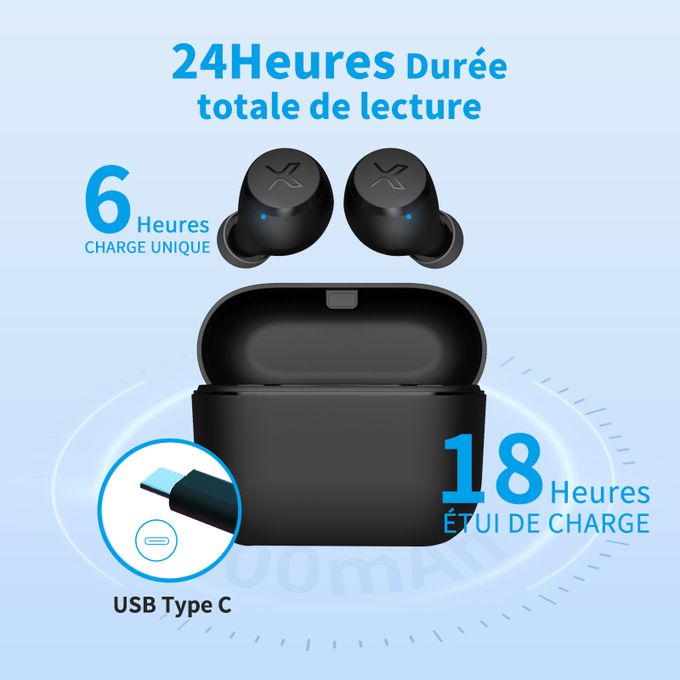 24Heures Durée
totale de lecture
6 Heures
CHARGE UNIQUE
18 Heures
ÉTUI DE CHARGE
USB Type C